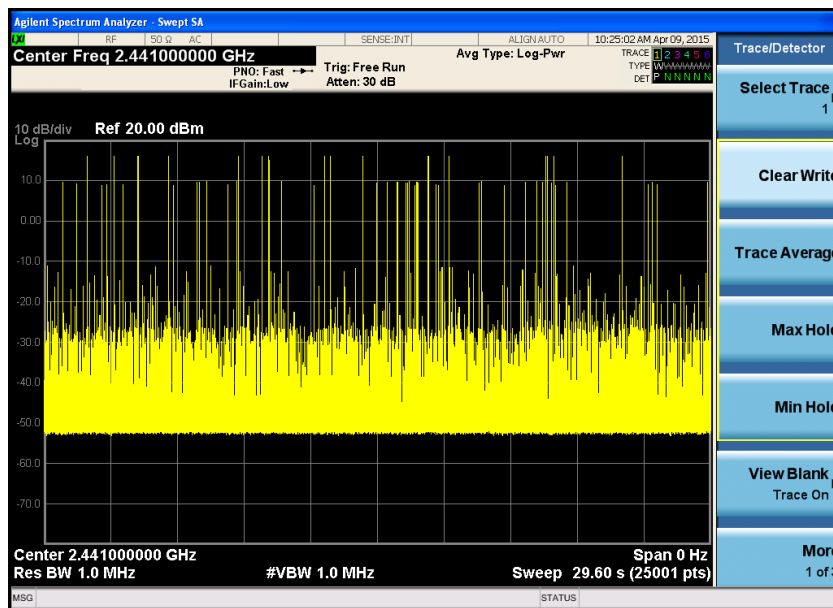 Agilent Spectrum Analyzer - Swept SA
LXI RF 50 Ω AC SENSE:INT ALIGN AUTO 10:25:02 AM Apr 09, 2015
Center Freq 2.441000000 GHz
PNO: Fast
IFGain:Low
Trig: Free Run
Atten: 30 dB
Avg Type: Log-Pwr
TRACE 1 2 3 4 5 6
TYPE WWWWWW
DET P N N N N N
10 dB/div Ref 20.00 dBm
Log
10.0
0.00
-10.0
-20.0
-30.0
-40.0
-50.0
-60.0
-70.0
Center 2.441000000 GHz Span 0 Hz
Res BW 1.0 MHz #VBW 1.0 MHz Sweep 29.60 s (25001 pts)
MSG STATUS
Trace/Detector
Select Trace
1
Clear Write
Trace Average
Max Hold
Min Hold
View Blank
Trace On
More
1 of 3